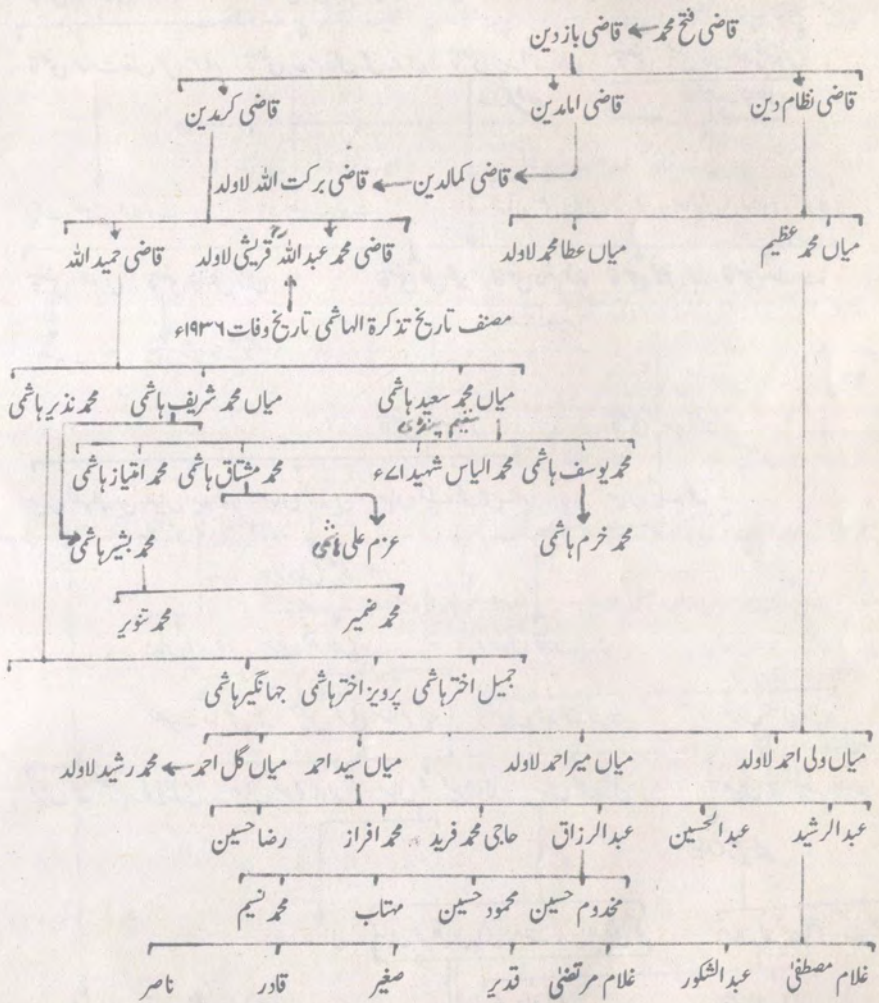 قاضی فتح محمد ← قاضی باز دین
قاضی نظام دین قاضی امامدین قاضی کرمدین
قاضی کمالدین ← قاضی برکت اللہ لاولد
میاں محمد عظیم میاں عطا محمد لاولد قاضی محمد عبداللہ قریشی لاولد قاضی حمید اللہ
مصنف تاریخ تذکرۃ الہاشمی تاریخ وفات ۱۹۳۶ء
میاں محمد سعید ہاشمی میاں محمد شریف ہاشمی محمد نذیر ہاشمی
محمد یوسف ہاشمی محمد الیاس شہید ۷۱ء محمد مشتاق ہاشمی محمد امتیاز ہاشمی
محمد خرم ہاشمی عزم علی ہاشمی محمد بشیر ہاشمی
محمد ضمیر محمد تنویر
جمیل اختر ہاشمی پرویز اختر ہاشمی جہانگیر ہاشمی
میاں ولی احمد لاولد میاں میر احمد لاولد میاں سید احمد میاں گل احمد ← محمد رشید لاولد
عبدالرشید عبدالحسین عبدالرزاق حاجی محمد فرید محمد افراز رضا حسین
مخدوم حسین محمود حسین مہتاب محمد نسیم
غلام مصطفیٰ عبدالشکور غلام مرتضیٰ قدیر صغیر قادر ناصر